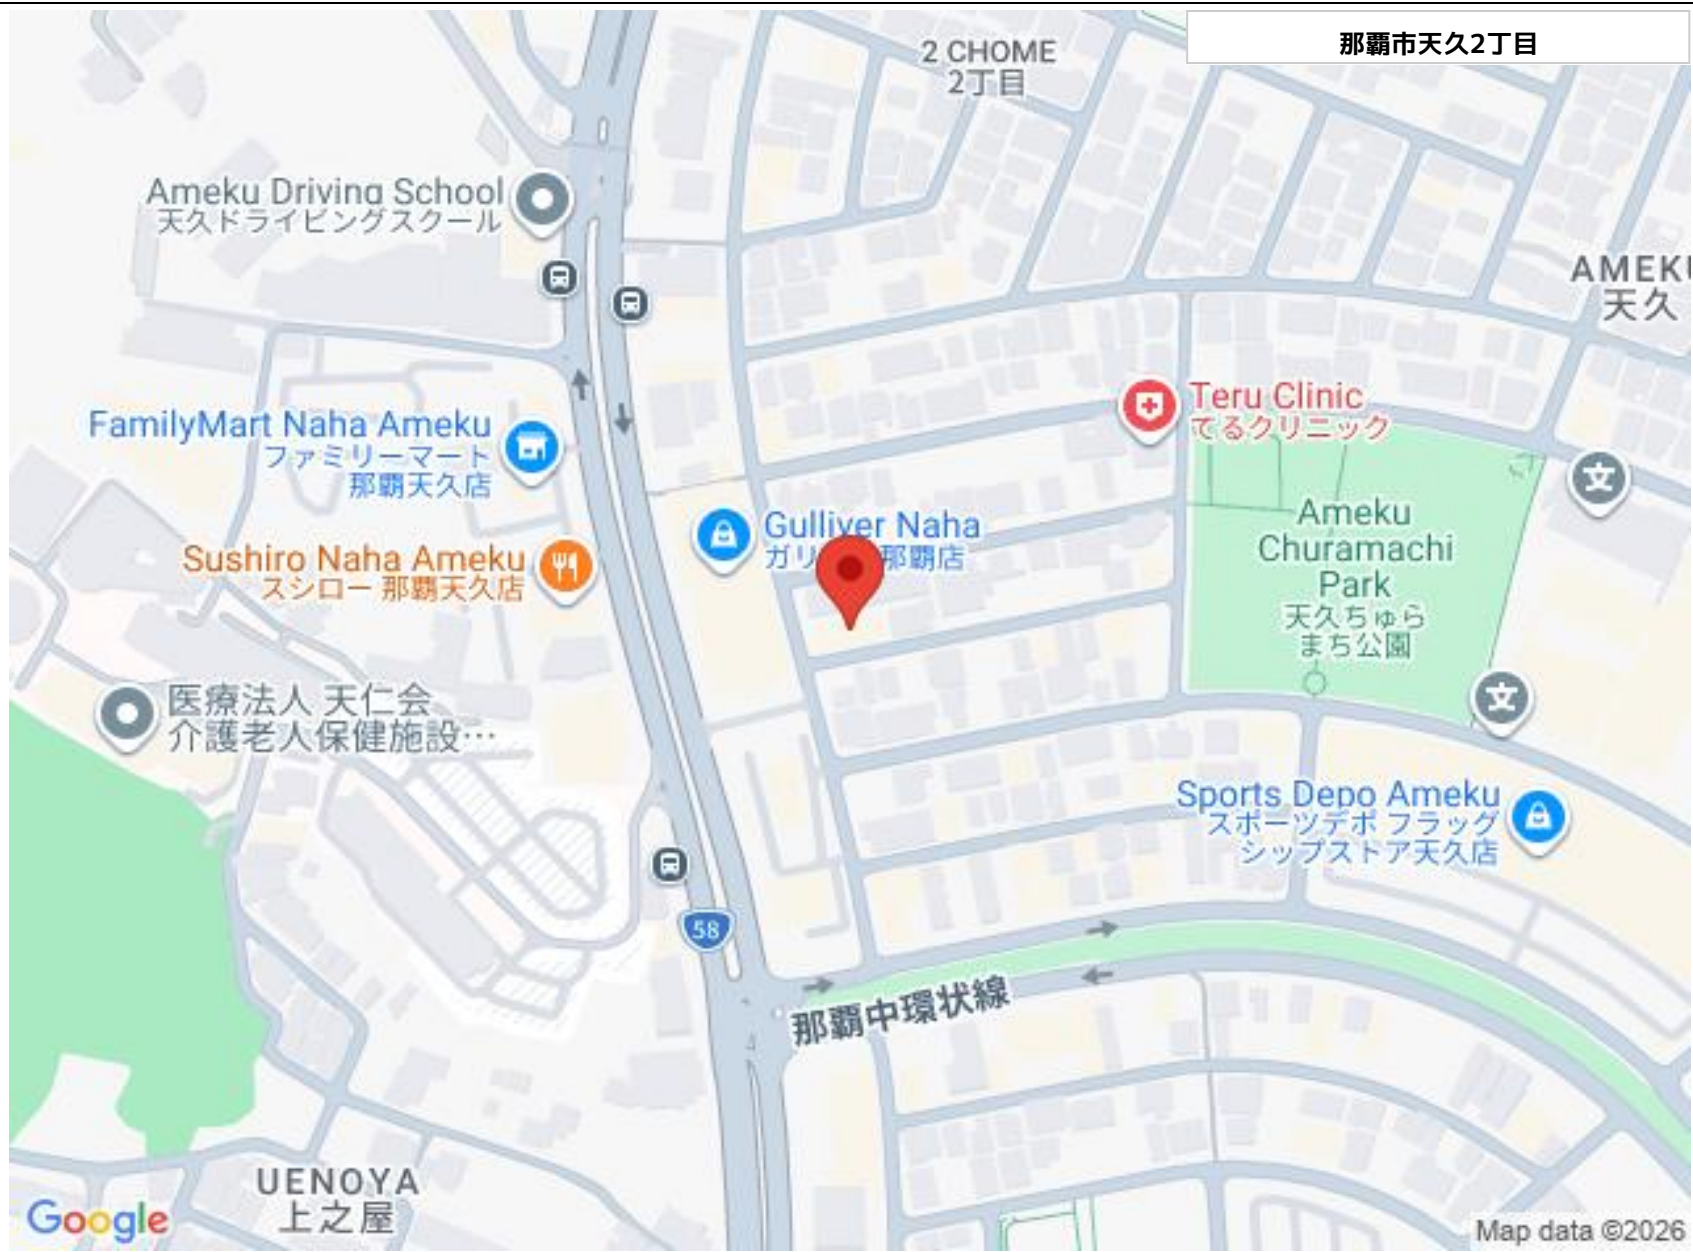 那覇市天久2丁目
2 CHOME
2丁目
Ameku Driving School
天久ドライビングスクール
AMEKU
天久
FamilyMart Naha Ameku
ファミリーマート
那覇天久店
Teru Clinic
てるクリニック
Gulliver Naha
ガリ
那覇店
Sushiro Naha Ameku
スシロー 那覇天久店
Ameku
Churamachi
Park
天久ちゅら
まち公園
文
文
医療法人 天仁会
介護老人保健施設…
Sports Depo Ameku
スポーツデポ フラッグ
シップストア天久店
58
那覇中環状線
UENOYA
上之屋
Google
Map data ©2026